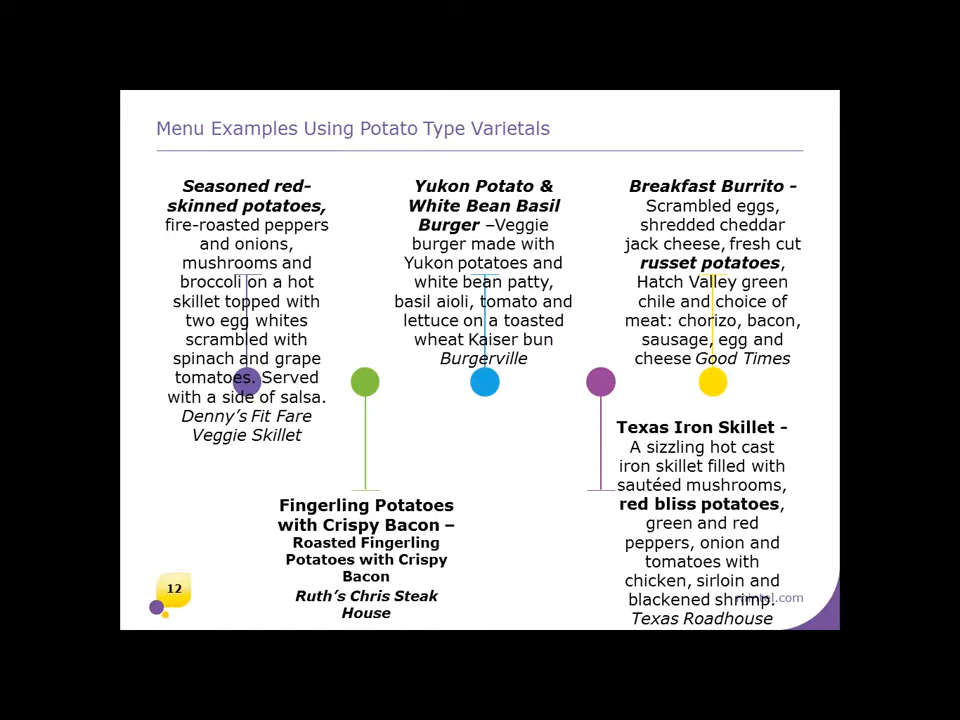 Menu Examples Using Potato Type Varietals
Seasoned red-
skinned potatoes,
fire-roasted peppers
and onions,
mushrooms and
broccoli on a hot
skillet topped with
two egg whites
scrambled with
spinach and grape
tomatoes. Served
with a side of salsa.
Denny’s Fit Fare
Veggie Skillet
Yukon Potato &
White Bean Basil
Burger –Veggie
burger made with
Yukon potatoes and
white bean patty,
basil aioli, tomato and
lettuce on a toasted
wheat Kaiser bun
Burgerville
Breakfast Burrito -
Scrambled eggs,
shredded cheddar
jack cheese, fresh cut
russet potatoes,
Hatch Valley green
chile and choice of
meat: chorizo, bacon,
sausage, egg and
cheese Good Times
Fingerling Potatoes
with Crispy Bacon –
Roasted Fingerling
Potatoes with Crispy
Bacon
Ruth’s Chris Steak
House
Texas Iron Skillet -
A sizzling hot cast
iron skillet filled with
sautéed mushrooms,
red bliss potatoes,
green and red
peppers, onion and
tomatoes with
chicken, sirloin and
blackened shrimp.
Texas Roadhouse
12
mintel.com